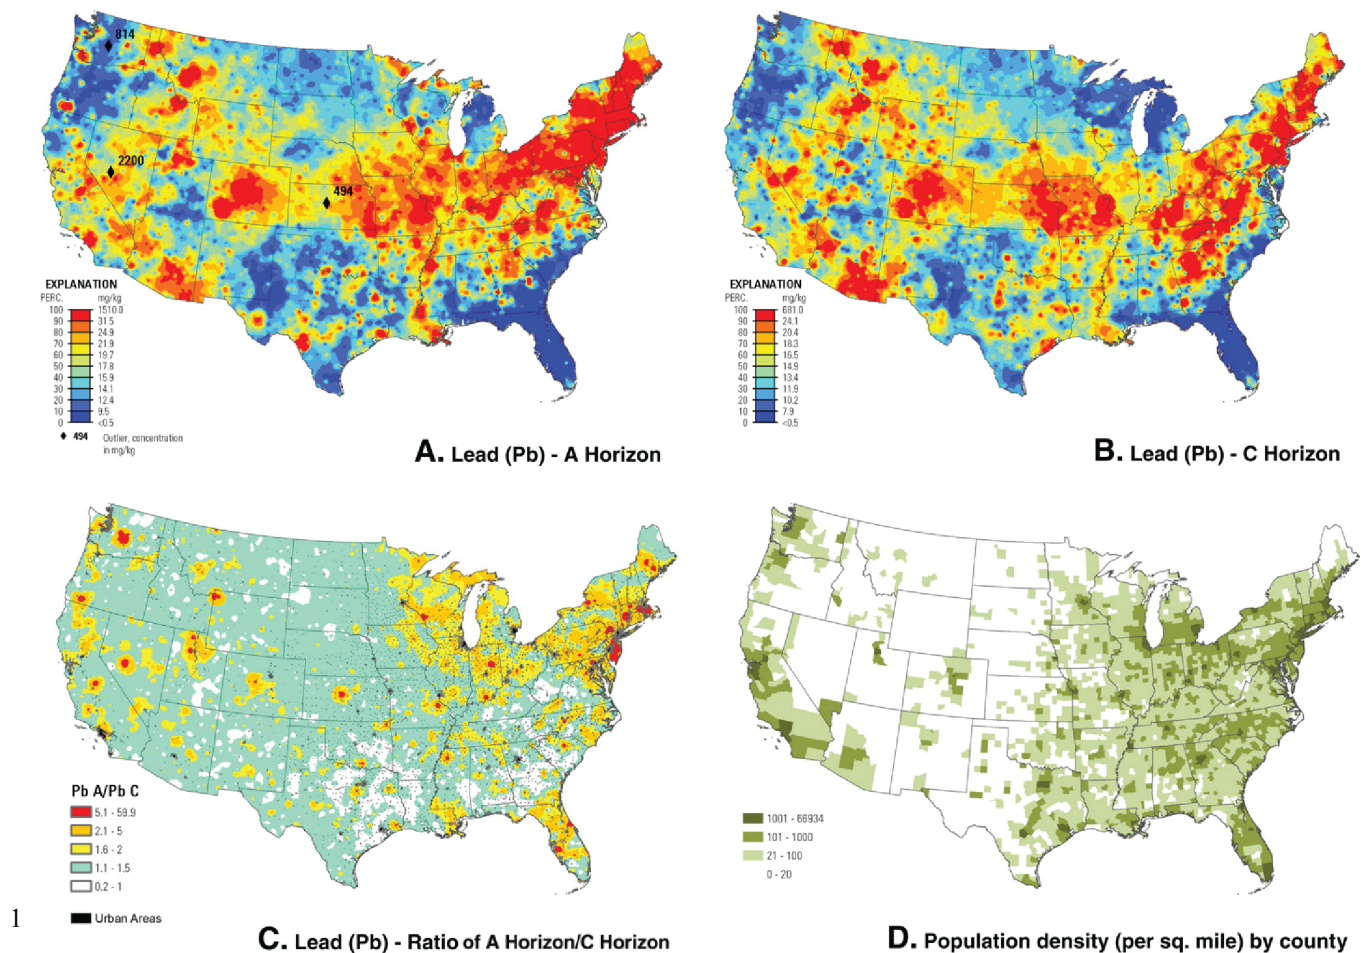 814
2200
494
EXPLANATION
PERC. mg/kg
100 1510.0
90 31.5
80 24.9
70 21.9
60 19.7
50 17.8
40 15.9
30 14.1
20 12.4
10 9.5
0 <0.5
494 Outlier, concentration
in mg/kg
A. Lead (Pb) - A Horizon
EXPLANATION
PERC. mg/kg
100 681.0
90 24.1
80 20.4
70 18.3
60 16.5
50 14.9
40 13.4
30 11.9
20 10.2
10 7.9
0 <0.5
B. Lead (Pb) - C Horizon
Pb A/Pb C
5.1 - 59.9
2.1 - 5
1.6 - 2
1.1 - 1.5
0.2 - 1
Urban Areas
1
C. Lead (Pb) - Ratio of A Horizon/C Horizon
1001 - 66934
101 - 1000
21 - 100
0 - 20
D. Population density (per sq. mile) by county